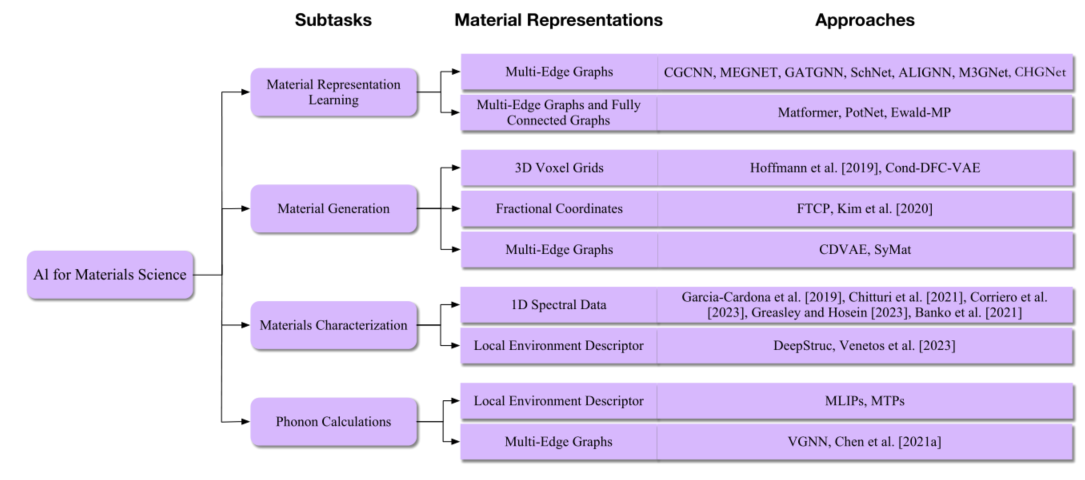 Subtasks
Material Representations
Approaches
AI for Materials Science
Material Representation
Learning
Multi-Edge Graphs
CGCNN, MEGNET, GATGNN, SchNet, ALIGNN, M3GNet, CHGNet
Multi-Edge Graphs and Fully
Connected Graphs
Matformer, PotNet, Ewald-MP
Material Generation
3D Voxel Grids
Hoffmann et al. [2019], Cond-DFC-VAE
Fractional Coordinates
FTCP, Kim et al. [2020]
Multi-Edge Graphs
CDVAE, SyMat
Materials Characterization
1D Spectral Data
Garcia-Cardona et al. [2019], Chitturi et al. [2021], Corriero et al.
[2023], Greasley and Hosein [2023], Banko et al. [2021]
Local Environment Descriptor
DeepStruc, Venetos et al. [2023]
Phonon Calculations
Local Environment Descriptor
MLIPs, MTPs
Multi-Edge Graphs
VGNN, Chen et al. [2021a]